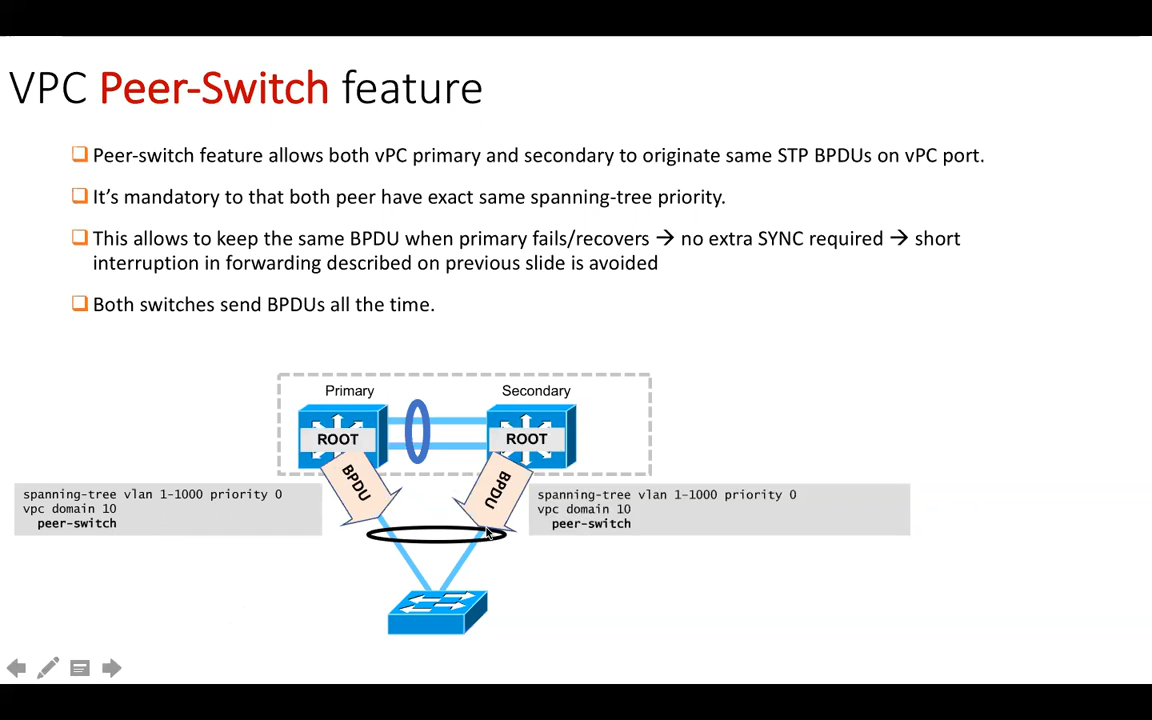 VPC Peer-Switch feature
Peer-switch feature allows both vPC primary and secondary to originate same STP BPDUs on vPC port.
It's mandatory to that both peer have exact same spanning-tree priority.
This allows to keep the same BPDU when primary fails/recovers → no extra SYNC required → short
interruption in forwarding described on previous slide is avoided
Both switches send BPDUs all the time.
Primary
Secondary
ROOT
ROOT
BPDU
BPDU
spanning-tree vlan 1-1000 priority 0
vpc domain 10
peer-switch
spanning-tree vlan 1-1000 priority 0
vpc domain 10
peer-switch